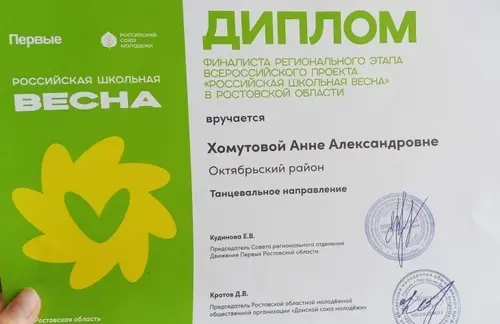 Первые
РОССИЙСКИЙ
СОЮЗ
МОЛОДЕЖИ
РОССИЙСКАЯ ШКОЛЬНАЯ
ВЕСНА
Ростовская область
ДИПЛОМ
ФИНАЛИСТА РЕГИОНАЛЬНОГО ЭТАПА
ВСЕРОССИЙСКОГО ПРОЕКТА
«РОССИЙСКАЯ ШКОЛЬНАЯ ВЕСНА»
В РОСТОВСКОЙ ОБЛАСТИ
вручается
Хомутовой Анне Александровне
Октябрьский район
Танцевальное направление
Кудинова Е.В.
Председатель Совета регионального отделения
Движения Первых Ростовской области
Кротов Д.В.
Председатель Ростовской областной молодёжной
общественной организации «Донской союз молодёжи»